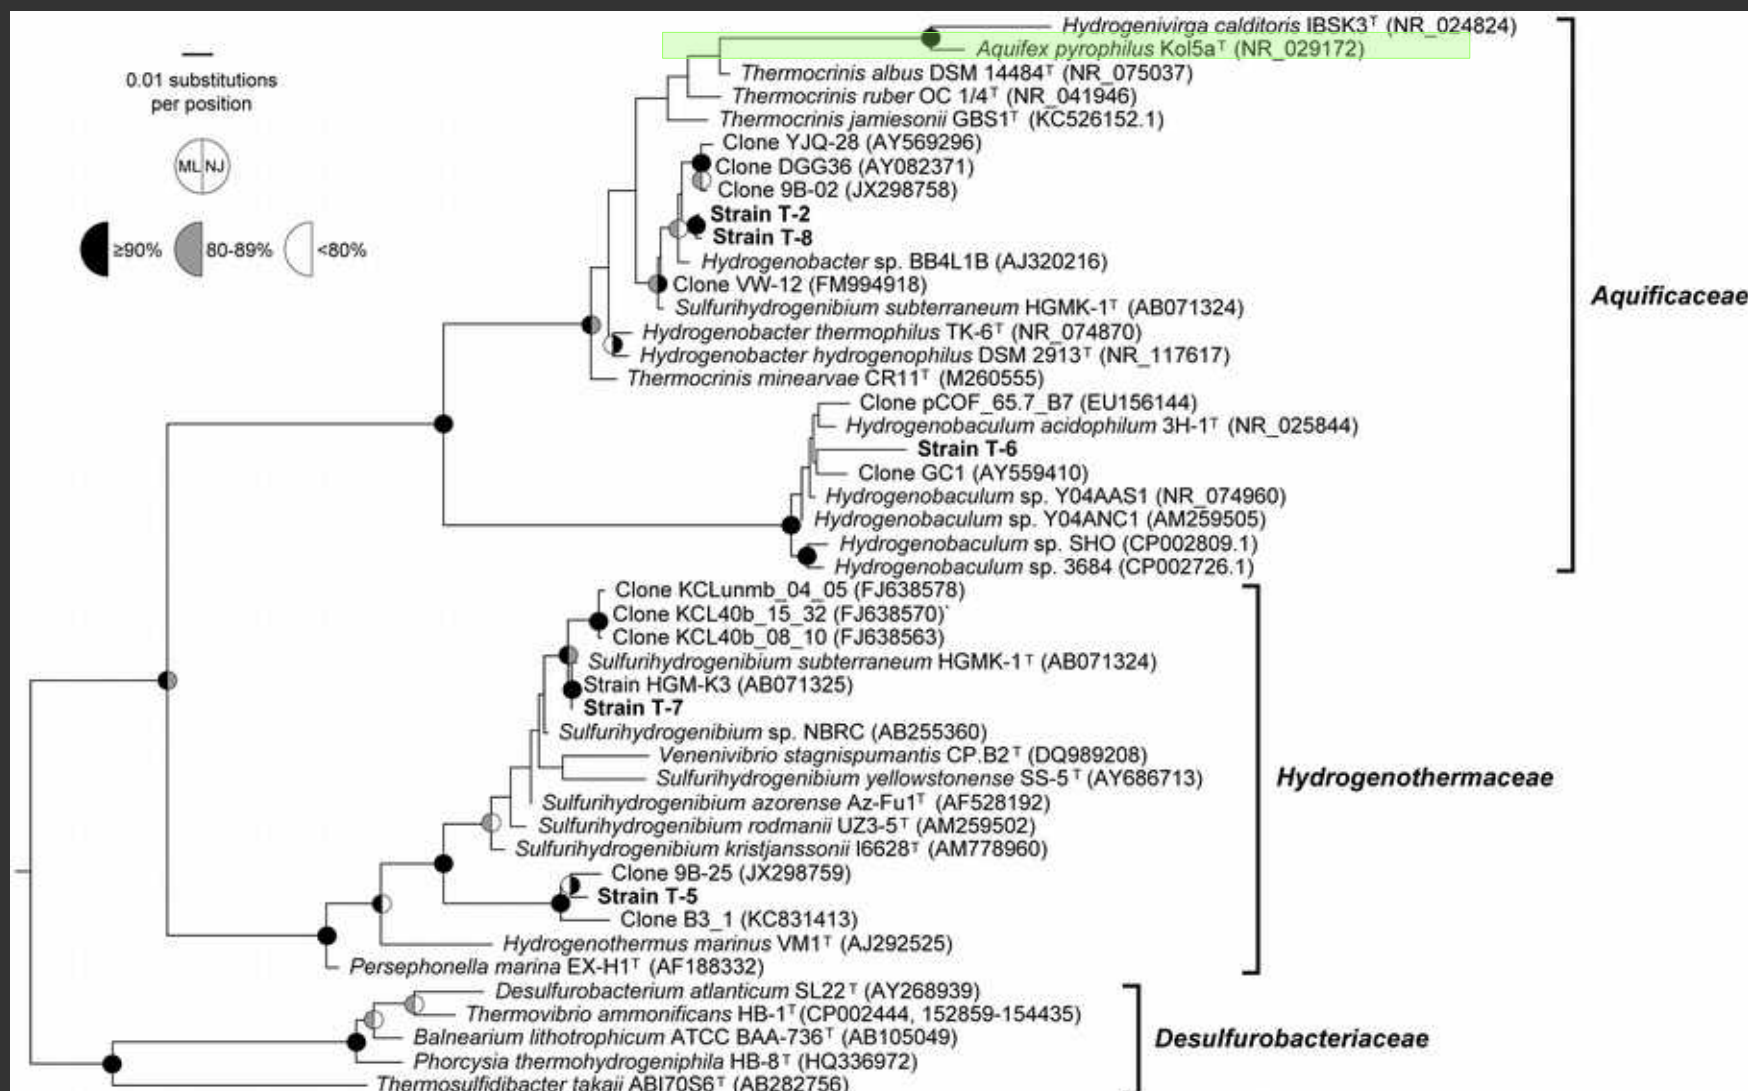 0.01 substitutions
per position
ML NJ
≥90% 80-89% <80%
Hydrogenivirga calditoris IBSK3ᵀ (NR_024824)
Aquifex pyrophilus Kol5aᵀ (NR_029172)
Thermocrinis albus DSM 14484ᵀ (NR_075037)
Thermocrinis ruber OC 1/4ᵀ (NR_041946)
Thermocrinis jamiesonii GBS1ᵀ (KC526152.1)
Clone YJQ-28 (AY569296)
Clone DGG36 (AY082371)
Clone 9B-02 (JX298758)
Strain T-2
Strain T-8
Hydrogenobacter sp. BB4L1B (AJ320216)
Clone VW-12 (FM994918)
Sulfurihydrogenibium subterraneum HGMK-1ᵀ (AB071324)
Hydrogenobacter thermophilus TK-6ᵀ (NR_074870)
Hydrogenobacter hydrogenophilus DSM 2913ᵀ (NR_117617)
Thermocrinis minearvae CR11ᵀ (M260555)
Clone pCOF_65.7_B7 (EU156144)
Hydrogenobaculum acidophilum 3H-1ᵀ (NR_025844)
Strain T-6
Clone GC1 (AY559410)
Hydrogenobaculum sp. Y04AAS1 (NR_074960)
Hydrogenobaculum sp. Y04ANC1 (AM259505)
Hydrogenobaculum sp. SHO (CP002809.1)
Hydrogenobaculum sp. 3684 (CP002726.1)
Aquificaceae
Clone KCLunmb_04_05 (FJ638578)
Clone KCL40b_15_32 (FJ638570)`
Clone KCL40b_08_10 (FJ638563)
Sulfurihydrogenibium subterraneum HGMK-1ᵀ (AB071324)
Strain HGM-K3 (AB071325)
Strain T-7
Sulfurihydrogenibium sp. NBRC (AB255360)
Venenivibrio stagnispumantis CP.B2ᵀ (DQ989208)
Sulfurihydrogenibium yellowstonense SS-5ᵀ (AY686713)
Sulfurihydrogenibium azorense Az-Fu1ᵀ (AF528192)
Sulfurihydrogenibium rodmanii UZ3-5ᵀ (AM259502)
Sulfurihydrogenibium kristjanssonii I6628ᵀ (AM778960)
Clone 9B-25 (JX298759)
Strain T-5
Clone B3_1 (KC831413)
Hydrogenothermus marinus VM1ᵀ (AJ292525)
Persephonella marina EX-H1ᵀ (AF188332)
Hydrogenothermaceae
Desulfurobacterium atlanticum SL22ᵀ (AY268939)
Thermovibrio ammonificans HB-1ᵀ(CP002444, 152859-154435)
Balnearium lithotrophicum ATCC BAA-736ᵀ (AB105049)
Phorcysia thermohydrogeniphila HB-8ᵀ (HQ336972)
Thermosulfidibacter takaii ABI70S6ᵀ (AB282756)
Desulfurobacteriaceae